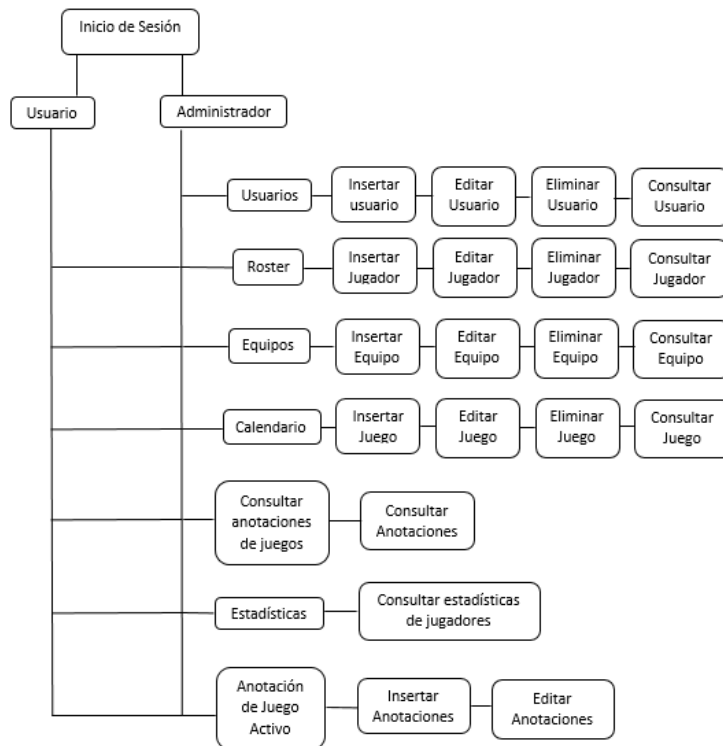 Inicio de Sesión
Usuario
Administrador
Usuarios
Insertar
usuario
Editar
Usuario
Eliminar
Usuario
Consultar
Usuario
Roster
Insertar
Jugador
Editar
Jugador
Eliminar
Jugador
Consultar
Jugador
Equipos
Insertar
Equipo
Editar
Equipo
Eliminar
Equipo
Consultar
Equipo
Calendario
Insertar
Juego
Editar
Juego
Eliminar
Juego
Consultar
Juego
Consultar
anotaciones
de juegos
Consultar
Anotaciones
Estadísticas
Consultar estadísticas
de jugadores
Anotación
de Juego
Activo
Insertar
Anotaciones
Editar
Anotaciones